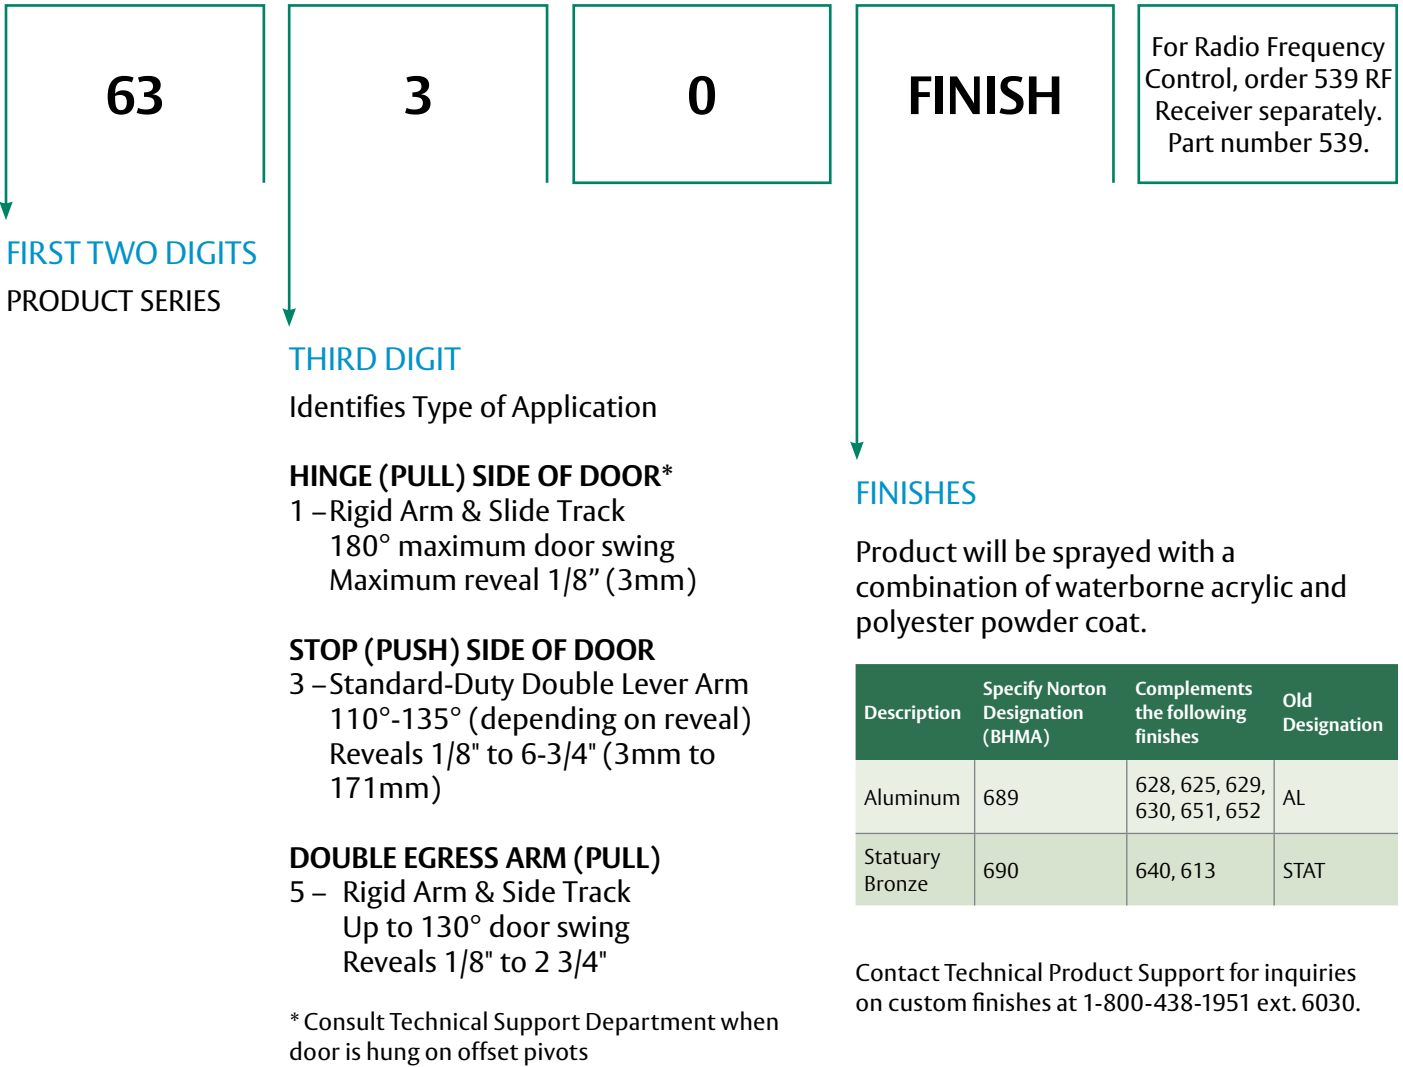 63
3
0
FINISH
For Radio Frequency
Control, order 539 RF
Receiver separately.
Part number 539.
FIRST TWO DIGITS
PRODUCT SERIES
THIRD DIGIT
Identifies Type of Application
HINGE (PULL) SIDE OF DOOR*
1 – Rigid Arm & Slide Track
180° maximum door swing
Maximum reveal 1/8” (3mm)
STOP (PUSH) SIDE OF DOOR
3 – Standard-Duty Double Lever Arm
110°-135° (depending on reveal)
Reveals 1/8" to 6-3/4" (3mm to
171mm)
DOUBLE EGRESS ARM (PULL)
5 – Rigid Arm & Side Track
Up to 130° door swing
Reveals 1/8" to 2 3/4"
* Consult Technical Support Department when
door is hung on offset pivots
FINISHES
Product will be sprayed with a
combination of waterborne acrylic and
polyester powder coat.
Description
Specify Norton
Designation
(BHMA)
Complements
the following
finishes
Old
Designation
Aluminum
689
628, 625, 629,
630, 651, 652
AL
Statuary
Bronze
690
640, 613
STAT
Contact Technical Product Support for inquiries
on custom finishes at 1-800-438-1951 ext. 6030.